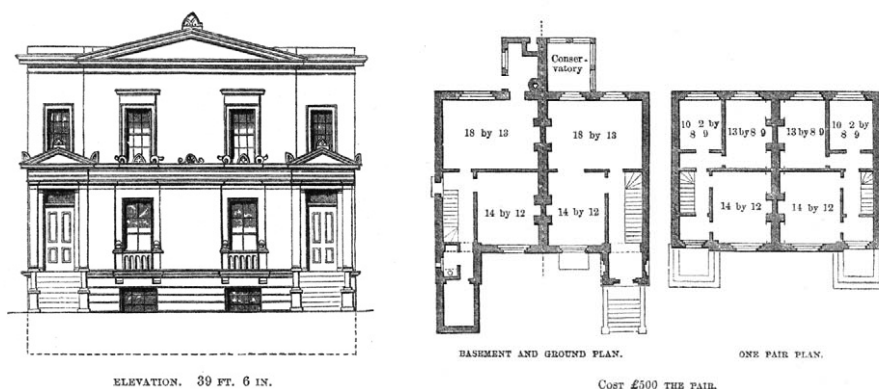 Conser-
vatory
18 by 13
18 by 13
14 by 12
14 by 12
10 2 by
8 9
13 by 8 9
13 by 8 9
10 2 by
8 9
14 by 12
14 by 12
ELEVATION. 39 FT. 6 IN.
BASEMENT AND GROUND PLAN.
ONE PAIR PLAN.
COST £500 THE PAIR.